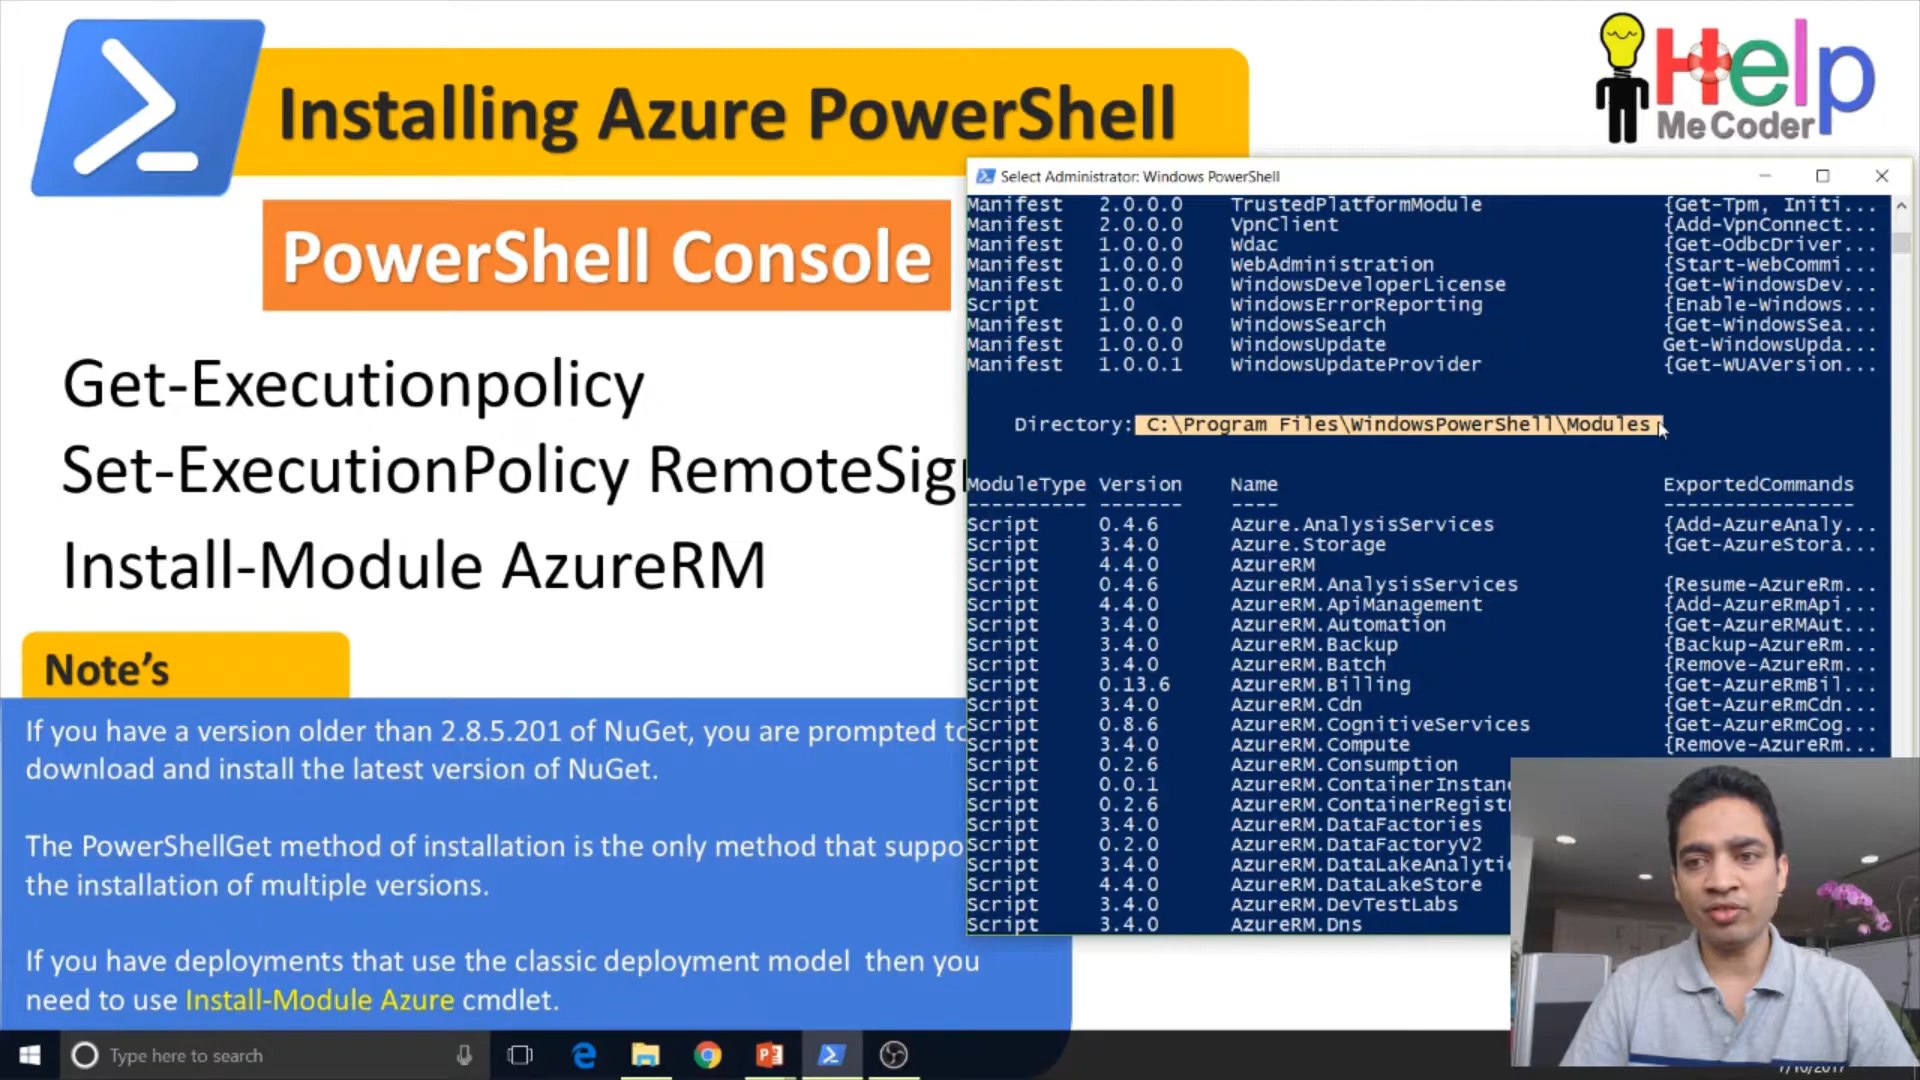 Installing Azure PowerShell
Help
Me Coder
PowerShell Console
Get-Executionpolicy
Set-ExecutionPolicy RemoteSig
Install-Module AzureRM
Note's
If you have a version older than 2.8.5.201 of NuGet, you are prompted to
download and install the latest version of NuGet.
The PowerShellGet method of installation is the only method that suppo
the installation of multiple versions.
If you have deployments that use the classic deployment model then you
need to use Install-Module Azure cmdlet.
Select Administrator: Windows PowerShell
Manifest 2.0.0.0 TrustedPlatformModule {Get-Tpm, Initi...
Manifest 2.0.0.0 VpnClient {Add-VpnConnect...
Manifest 1.0.0.0 Wdac {Get-OdbcDriver...
Manifest 1.0.0.0 WebAdministration {Start-WebCommi...
Manifest 1.0.0.0 WindowsDeveloperLicense {Get-WindowsDev...
Script 1.0 WindowsErrorReporting {Enable-Windows...
Manifest 1.0.0.0 WindowsSearch {Get-WindowsSea...
Manifest 1.0.0.0 WindowsUpdate Get-WindowsUpda...
Manifest 1.0.0.1 WindowsUpdateProvider {Get-WUAVersion...
Directory: C:\Program Files\WindowsPowerShell\Modules
ModuleType Version Name ExportedCommands
---------- ------- ---- ----------------
Script 0.4.6 Azure.AnalysisServices {Add-AzureAnaly...
Script 3.4.0 Azure.Storage {Get-AzureStora...
Script 4.4.0 AzureRM
Script 0.4.6 AzureRM.AnalysisServices {Resume-AzureRm...
Script 4.4.0 AzureRM.ApiManagement {Add-AzureRmApi...
Script 3.4.0 AzureRM.Automation {Get-AzureRMAut...
Script 3.4.0 AzureRM.Backup {Backup-AzureRm...
Script 3.4.0 AzureRM.Batch {Remove-AzureRm...
Script 0.13.6 AzureRM.Billing {Get-AzureRmBil...
Script 3.4.0 AzureRM.Cdn {Get-AzureRmCdn...
Script 0.8.6 AzureRM.CognitiveServices {Get-AzureRmCog...
Script 3.4.0 AzureRM.Compute {Remove-AzureRm...
Script 0.2.6 AzureRM.Consumption
Script 0.0.1 AzureRM.ContainerInstanc
Script 0.2.6 AzureRM.ContainerRegistr
Script 3.4.0 AzureRM.DataFactories
Script 0.2.0 AzureRM.DataFactoryV2
Script 3.4.0 AzureRM.DataLakeAnalytic
Script 4.4.0 AzureRM.DataLakeStore
Script 3.4.0 AzureRM.DevTestLabs
Script 3.4.0 AzureRM.Dns
Type here to search